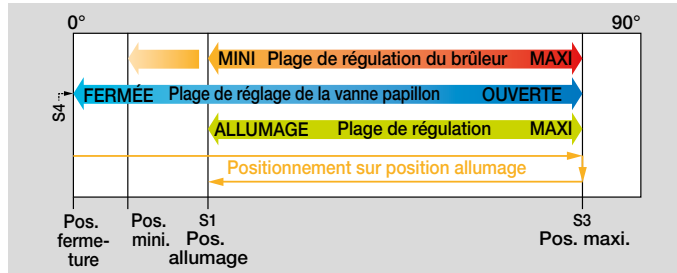 0° 90°
MINI Plage de régulation du brûleur MAXI
FERMÉE Plage de réglage de la vanne papillon OUVERTE
S4
ALLUMAGE Plage de régulation MAXI
Positionnement sur position allumage
Pos.
ferme-
ture
Pos.
mini.
S1
Pos.
allumage
S3
Pos. maxi.